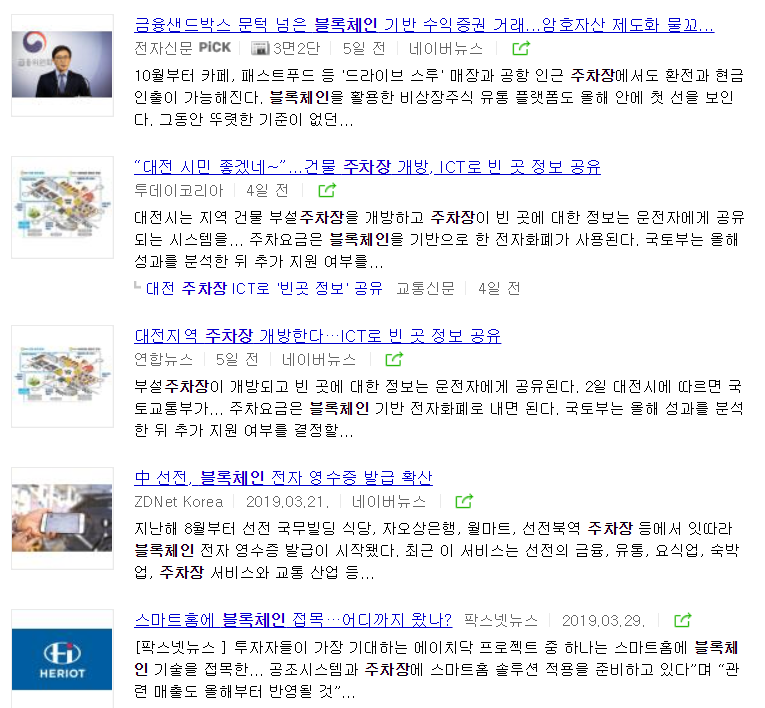 금융샌드박스 문턱 넘은 블록체인 기반 수익증권 거래...암호자산 제도화 물꼬...
전자신문 PiCK 3면2단 5일 전 네이버뉴스
10월부터 카페, 패스트푸드 등 '드라이브 스루' 매장과 공항 인근 주차장에서도 환전과 현금
인출이 가능해진다. 블록체인을 활용한 비상장주식 유통 플랫폼도 올해 안에 첫 선을 보인
다. 그동안 뚜렷한 기준이 없던...
“대전 시민 좋겠네~”...건물 주차장 개방, ICT로 빈 곳 정보 공유
투데이코리아 4일 전
대전시는 지역 건물 부설주차장을 개방하고 주차장이 빈 곳에 대한 정보는 운전자에게 공유
되는 시스템을... 주차요금은 블록체인을 기반으로 한 전자화폐가 사용된다. 국토부는 올해
성과를 분석한 뒤 추가 지원 여부를...
대전 주차장 ICT로 '빈곳 정보' 공유 교통신문 4일 전
대전지역 주차장 개방한다…ICT로 빈 곳 정보 공유
연합뉴스 5일 전 네이버뉴스
부설주차장이 개방되고 빈 곳에 대한 정보는 운전자에게 공유된다. 2일 대전시에 따르면 국
토교통부가... 주차요금은 블록체인 기반 전자화폐로 내면 된다. 국토부는 올해 성과를 분석
한 뒤 추가 지원 여부를 결정할...
中 선전, 블록체인 전자 영수증 발급 확산
ZDNet Korea 2019.03.21. 네이버뉴스
지난해 8월부터 선전 국무빌딩 식당, 자오상은행, 월마트, 선전북역 주차장 등에서 잇따라
블록체인 전자 영수증 발급이 시작됐다. 최근 이 서비스는 선전의 금융, 유통, 요식업, 숙박
업, 주차장 서비스와 교통 산업 등...
스마트홈에 블록체인 접목…어디까지 왔나? 팍스넷뉴스 2019.03.29.
[팍스넷뉴스 ] 투자자들이 가장 기대하는 에이치닥 프로젝트 중 하나는 스마트홈에 블록체
인 기술을 접목한... 공조시스템과 주차장에 스마트홈 솔루션 적용을 준비하고 있다”며 “관
련 매출도 올해부터 반영될 것”...
HERIOT